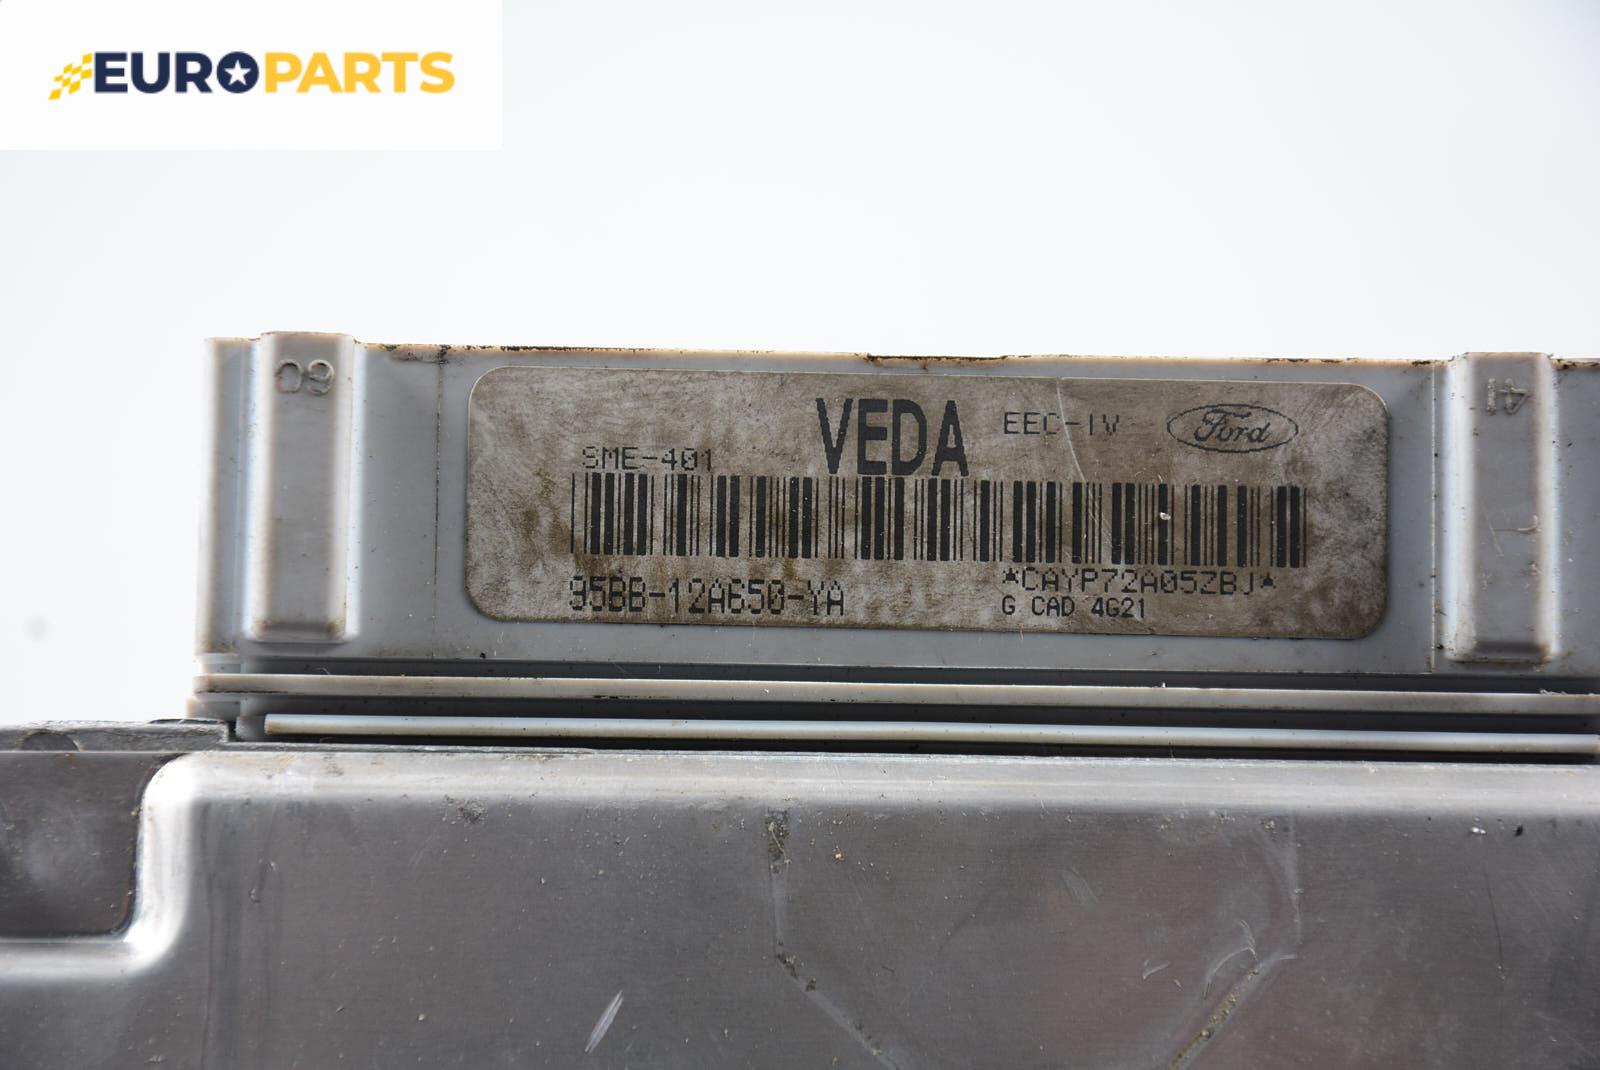 EUROPARTS
60
41
VEDA EEC-IV Ford
SME-401
95BB-12A650-YA *CAYP72A05ZBJ*
G CAD 4G21